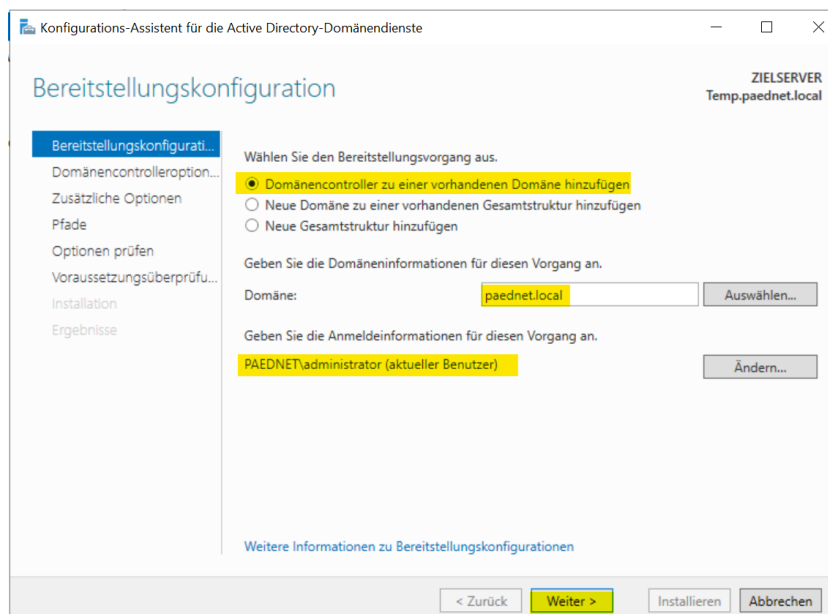 Konfigurations-Assistent für die Active Directory-Domänendienste
Bereitstellungskonfiguration
ZIELSERVER
Temp.paednet.local
Bereitstellungskonfigurati...
Domänencontrolleroption...
Zusätzliche Optionen
Pfade
Optionen prüfen
Voraussetzungsüberprüfu...
Installation
Ergebnisse
Wählen Sie den Bereitstellungsvorgang aus.
Domänencontroller zu einer vorhandenen Domäne hinzufügen
Neue Domäne zu einer vorhandenen Gesamtstruktur hinzufügen
Neue Gesamtstruktur hinzufügen
Geben Sie die Domäneninformationen für diesen Vorgang an.
Domäne: paednet.local Auswählen...
Geben Sie die Anmeldeinformationen für diesen Vorgang an.
PAEDNET\administrator (aktueller Benutzer) Ändern...
Weitere Informationen zu Bereitstellungskonfigurationen
< Zurück Weiter > Installieren Abbrechen